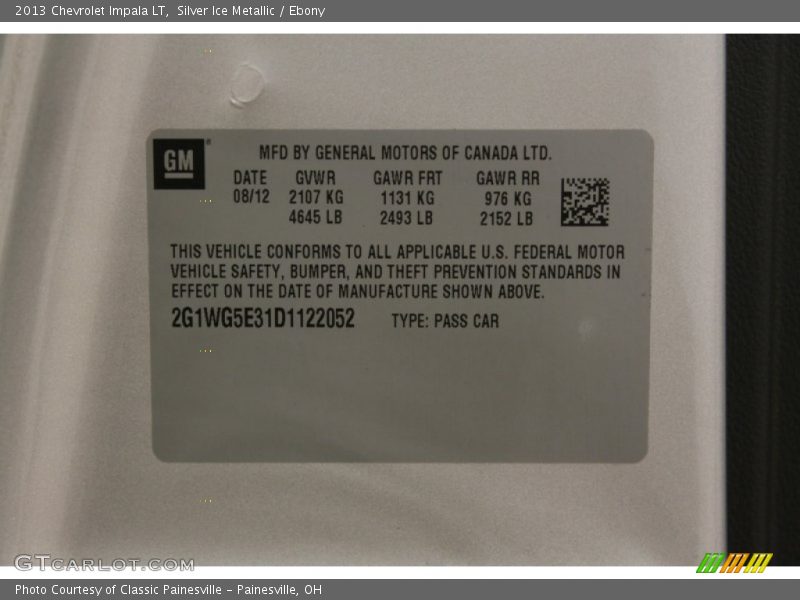 2013 Chevrolet Impala LT, Silver Ice Metallic / Ebony
GM
MFD BY GENERAL MOTORS OF CANADA LTD.
DATE GVWR GAWR FRT GAWR RR
08/12 2107 KG 1131 KG 976 KG
4645 LB 2493 LB 2152 LB
THIS VEHICLE CONFORMS TO ALL APPLICABLE U.S. FEDERAL MOTOR
VEHICLE SAFETY, BUMPER, AND THEFT PREVENTION STANDARDS IN
EFFECT ON THE DATE OF MANUFACTURE SHOWN ABOVE.
2G1WG5E31D1122052 TYPE: PASS CAR
GTCARLOT.COM
Photo Courtesy of Classic Painesville - Painesville, OH